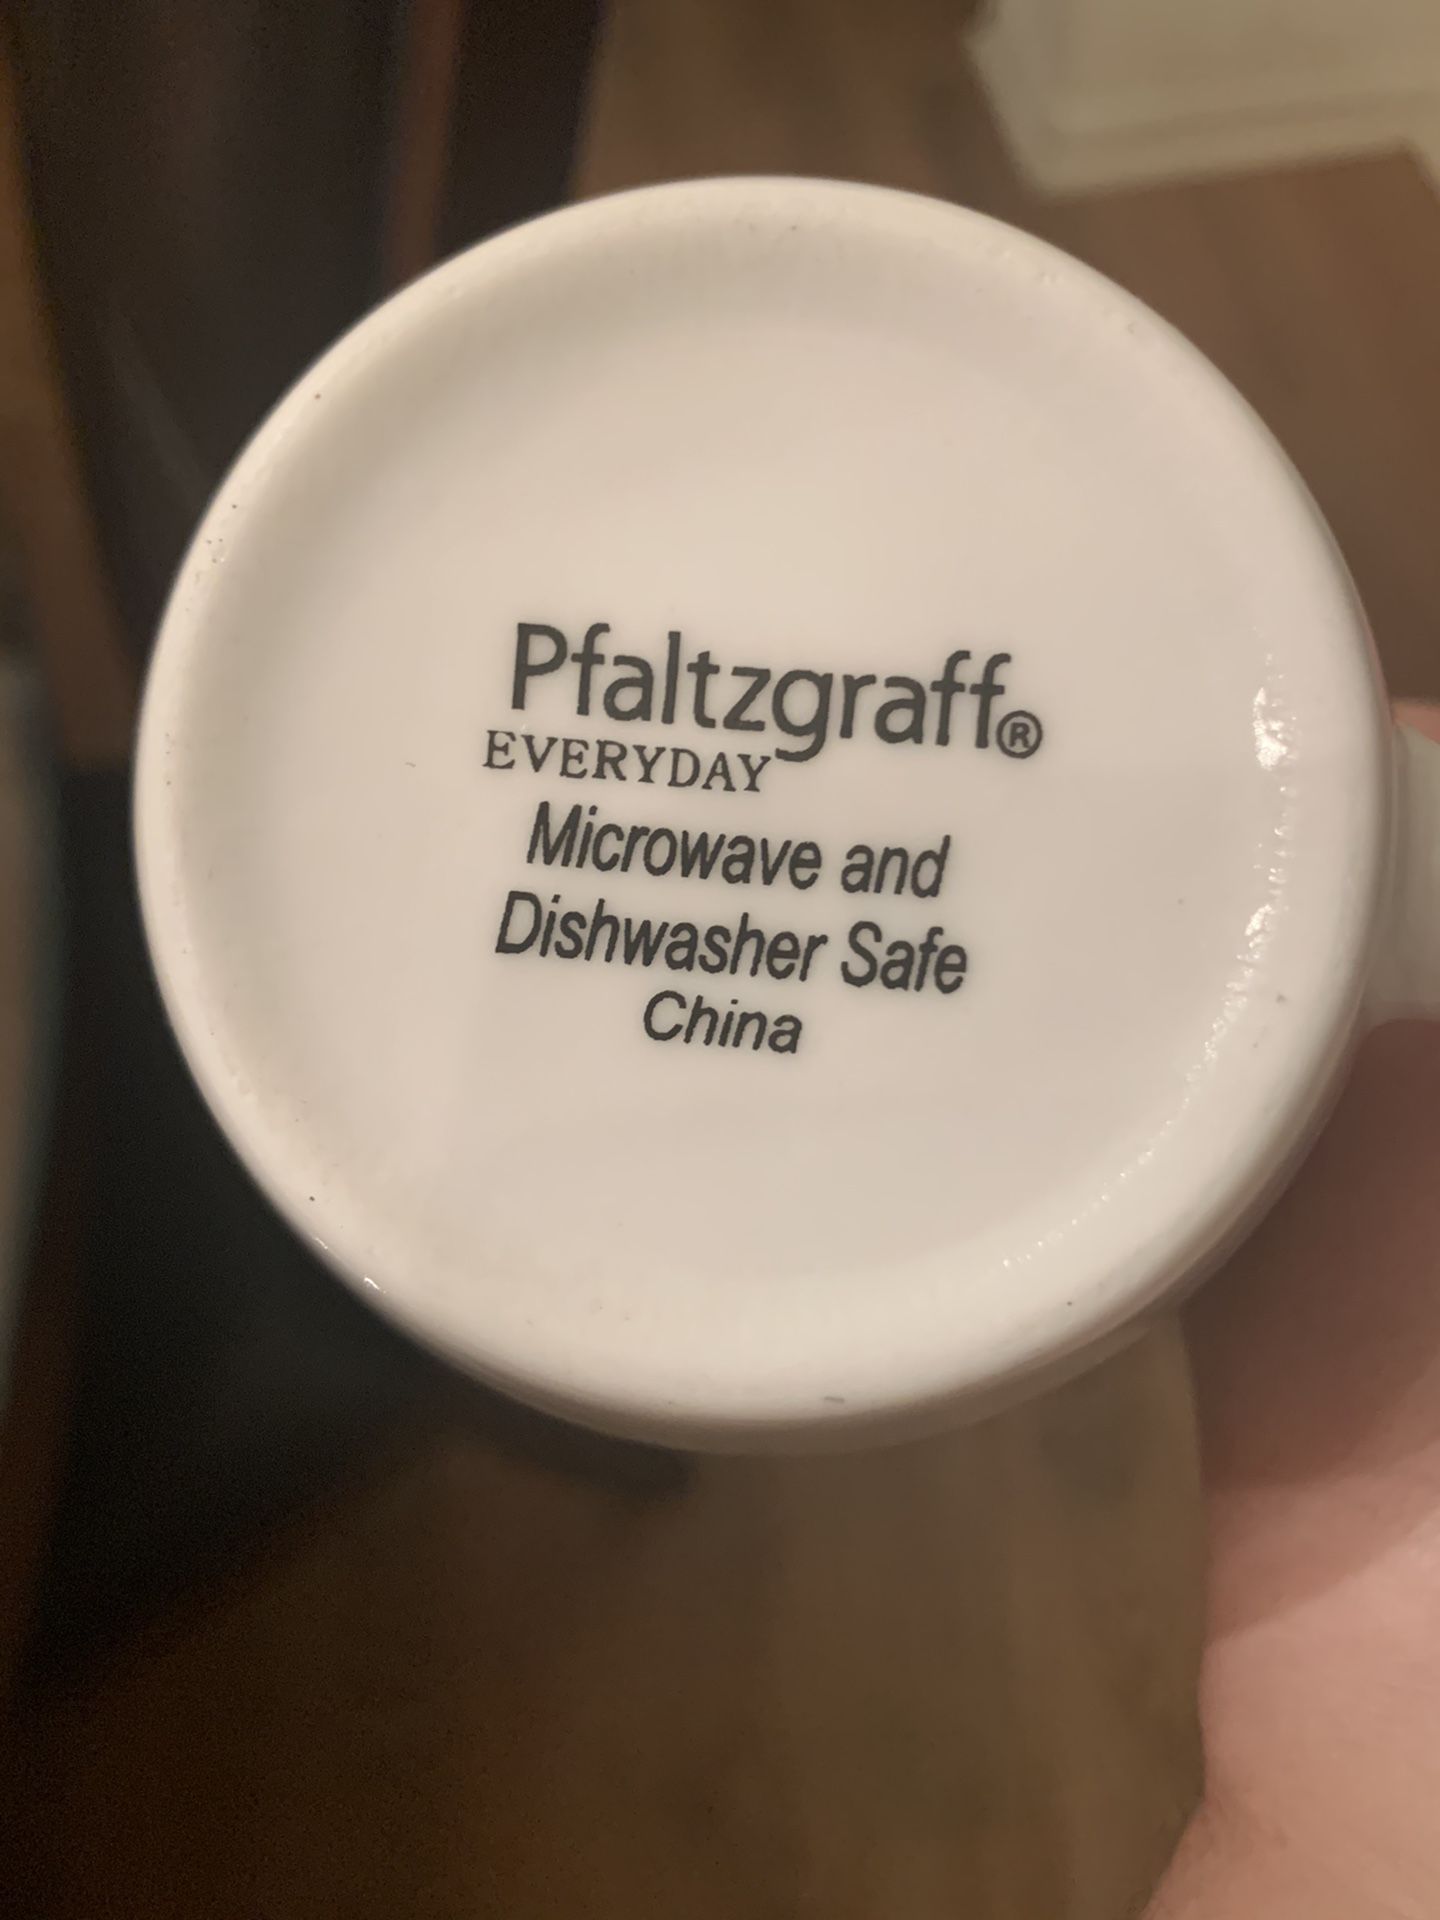 Pfaltzgraff®
EVERYDAY
Microwave and
Dishwasher Safe
China